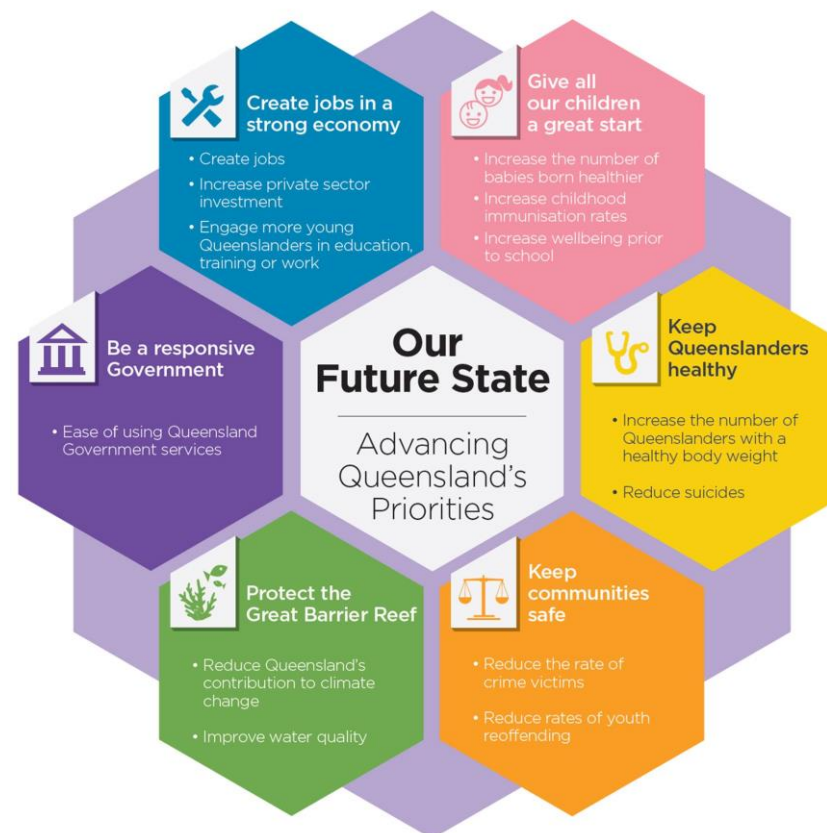 Our
Future State
Advancing
Queensland's
Priorities
Create jobs in a
strong economy
• Create jobs
• Increase private sector
investment
• Engage more young
Queenslanders in education,
training or work
Give all
our children
a great start
• Increase the number of
babies born healthier
• Increase childhood
immunisation rates
• Increase wellbeing prior
to school
Keep
Queenslanders
healthy
• Increase the number of
Queenslanders with a
healthy body weight
• Reduce suicides
Keep
communities
safe
• Reduce the rate of
crime victims
• Reduce rates of youth
reoffending
Protect the
Great Barrier Reef
• Reduce Queensland's
contribution to climate
change
• Improve water quality
Be a responsive
Government
• Ease of using Queensland
Government services